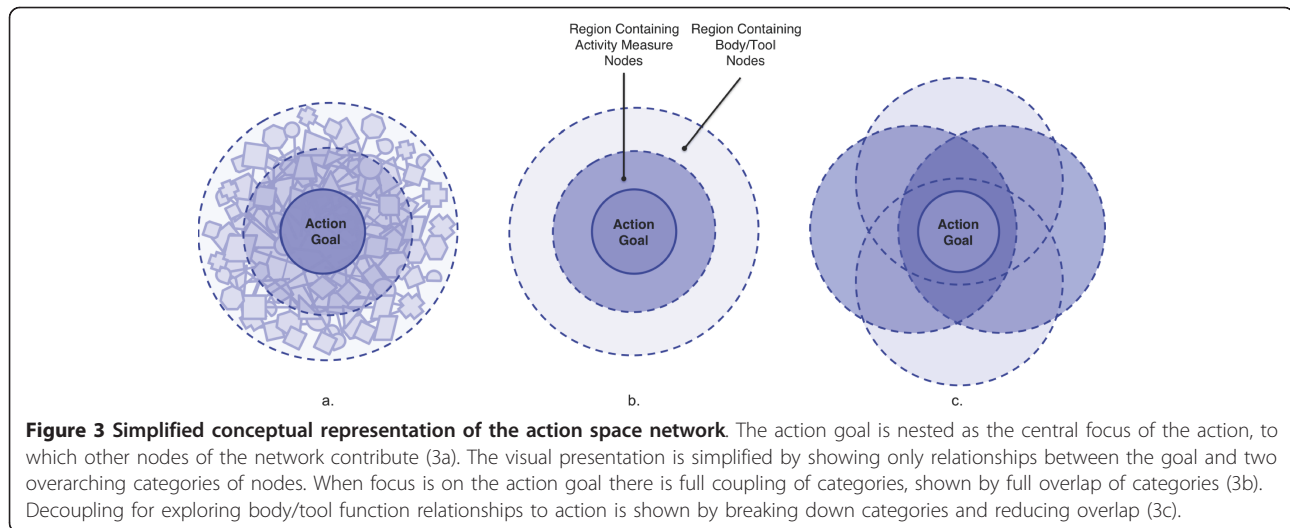 Region Containing
Activity Measure
Nodes
Region Containing
Body/Tool
Nodes
Action
Goal
Action
Goal
Action
Goal
a.
b.
c.
Figure 3 Simplified conceptual representation of the action space network. The action goal is nested as the central focus of the action, to
which other nodes of the network contribute (3a). The visual presentation is simplified by showing only relationships between the goal and two
overarching categories of nodes. When focus is on the action goal there is full coupling of categories, shown by full overlap of categories (3b).
Decoupling for exploring body/tool function relationships to action is shown by breaking down categories and reducing overlap (3c).